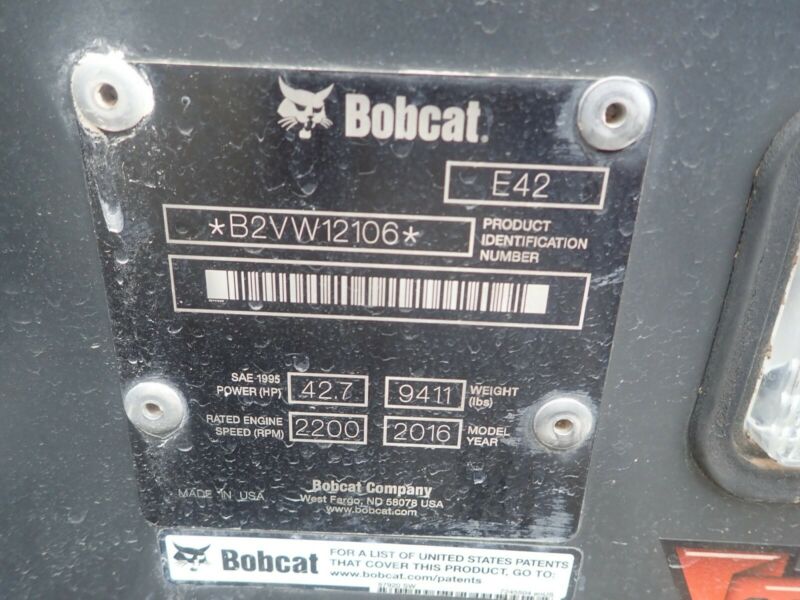 Bobcat.
E42
*B2VW12106*
PRODUCT
IDENTIFICATION
NUMBER
SAE 1995
POWER (HP)
42.7
9411
WEIGHT
(lbs)
RATED ENGINE
SPEED (RPM)
2200
2016
MODEL
YEAR
MADE IN USA
Bobcat Company
West Fargo, ND 58078 USA
www.bobcat.com
Bobcat
FOR A LIST OF UNITED STATES PATENTS
THAT COVER THIS PRODUCT, GO TO:
www.bobcat.com/patents